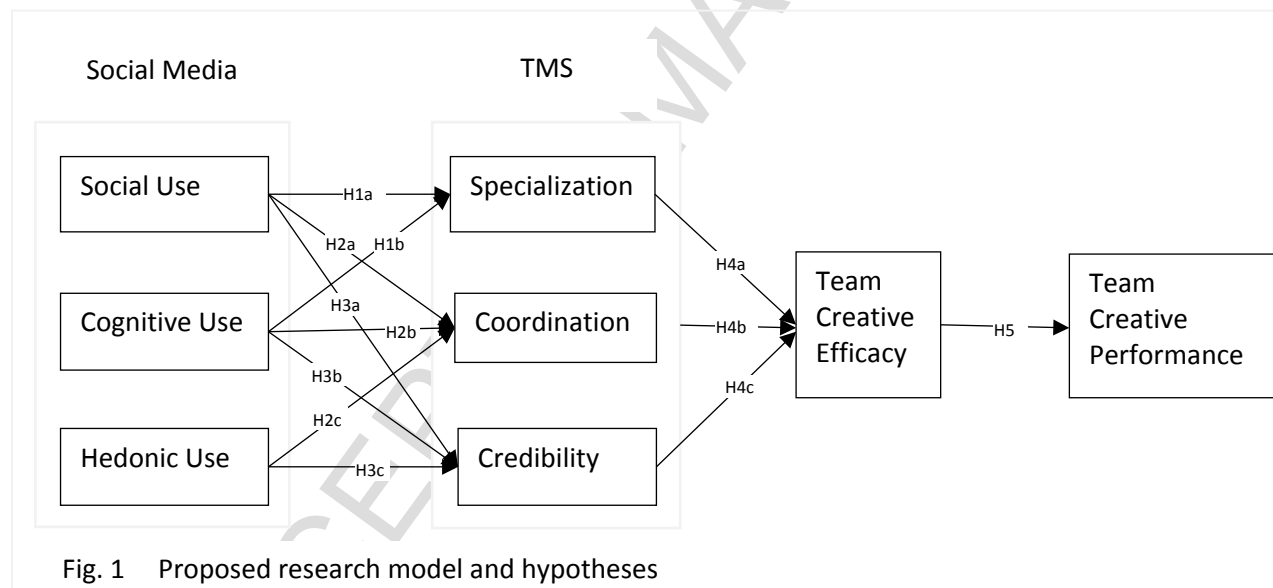 Social Media
TMS
Social Use
Cognitive Use
Hedonic Use
H1a
H2a
H1b
H3a
H2b
H3b
H2c
H3c
Specialization
Coordination
Credibility
H4a
H4b
H4c
Team
Creative
Efficacy
H5
Team
Creative
Performance
Fig. 1 Proposed research model and hypotheses